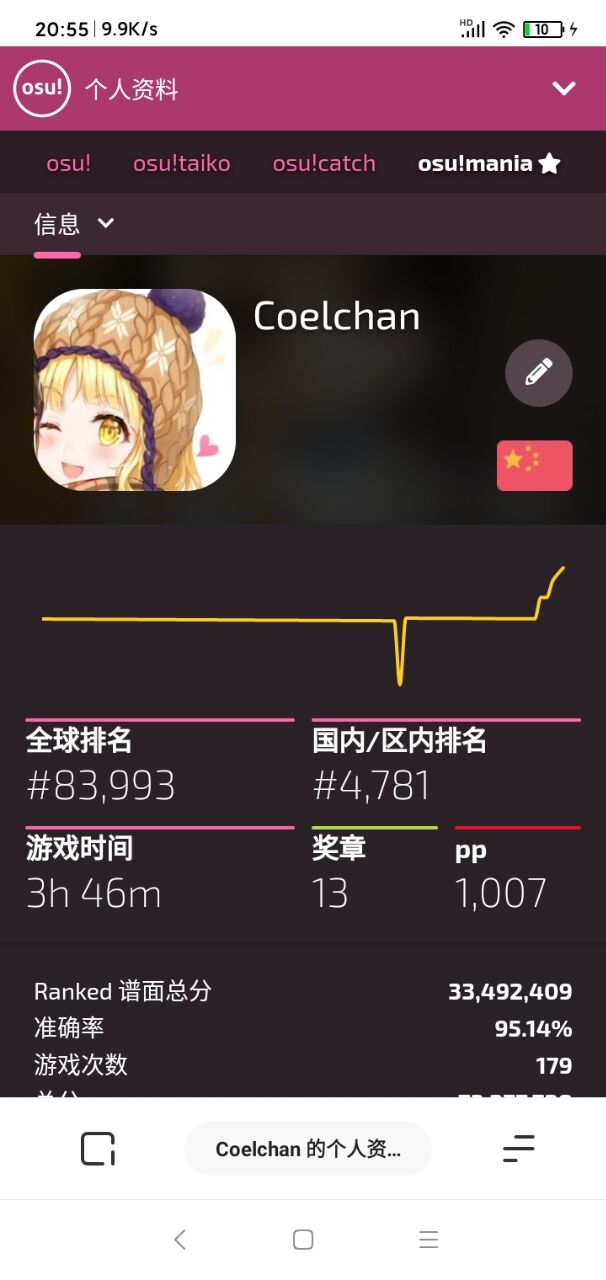 20:55 | 9.9K/s HD 10
osu! 个人资料
osu! osu!taiko osu!catch osu!mania
信息
Coelchan
全球排名 国内/区内排名
#83,993 #4,781
游戏时间 奖章 pp
3h 46m 13 1,007
Ranked 谱面总分 33,492,409
准确率 95.14%
游戏次数 179
Coelchan 的个人资...